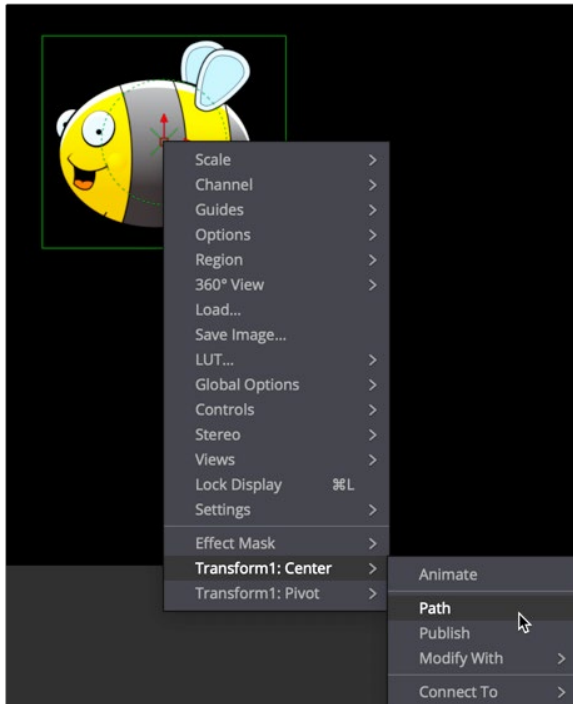 Scale
Channel
Guides
Options
Region
360° View
Load...
Save Image...
LUT...
Global Options
Controls
Stereo
Views
Lock Display ⌘L
Settings
Effect Mask
Transform1: Center
Transform1: Pivot
Animate
Path
Publish
Modify With
Connect To